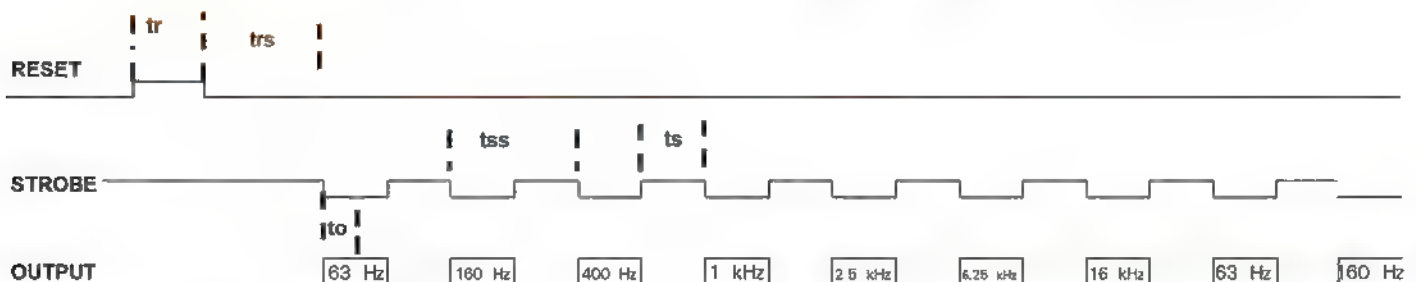 tr
trs
RESET
tss
ts
STROBE
to
OUTPUT
63 Hz 160 Hz 400 Hz 1 kHz 2 5 kHz 6.25 kHz 16 kHz 63 Hz 160 Hz